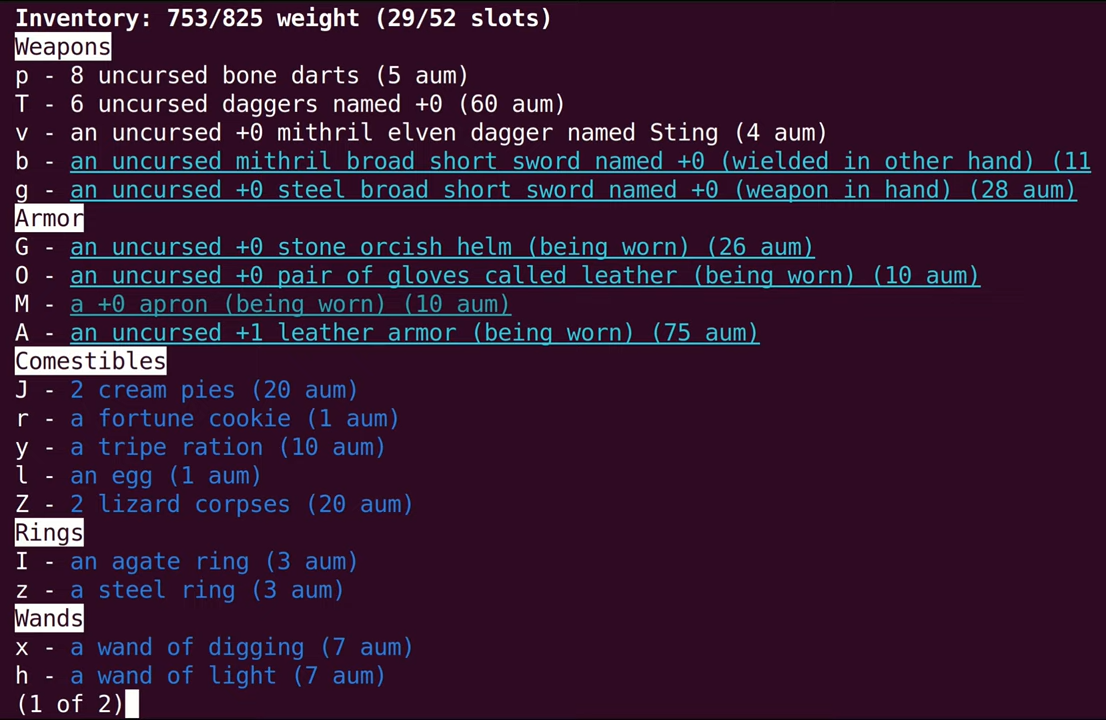 Inventory: 753/825 weight (29/52 slots)
Weapons
p - 8 uncursed bone darts (5 aum)
T - 6 uncursed daggers named +0 (60 aum)
v - an uncursed +0 mithril elven dagger named Sting (4 aum)
b - an uncursed mithril broad short sword named +0 (wielded in other hand) (11
g - an uncursed +0 steel broad short sword named +0 (weapon in hand) (28 aum)
Armor
G - an uncursed +0 stone orcish helm (being worn) (26 aum)
O - an uncursed +0 pair of gloves called leather (being worn) (10 aum)
M - a +0 apron (being worn) (10 aum)
A - an uncursed +1 leather armor (being worn) (75 aum)
Comestibles
J - 2 cream pies (20 aum)
r - a fortune cookie (1 aum)
y - a tripe ration (10 aum)
l - an egg (1 aum)
Z - 2 lizard corpses (20 aum)
Rings
I - an agate ring (3 aum)
z - a steel ring (3 aum)
Wands
x - a wand of digging (7 aum)
h - a wand of light (7 aum)
(1 of 2)